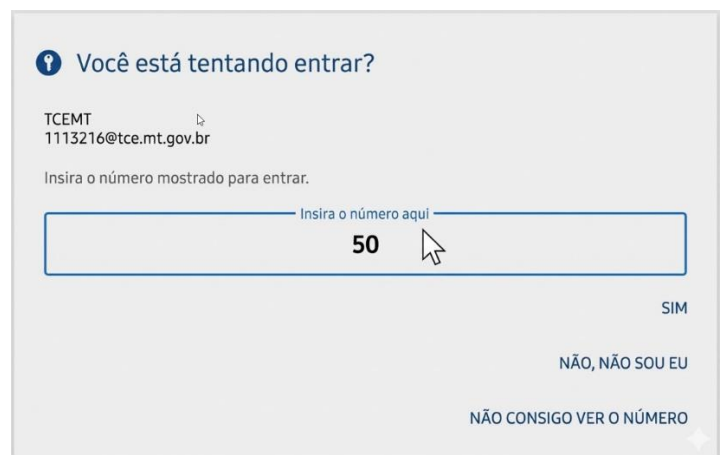 Você está tentando entrar?
TCEMT
1113216@tce.mt.gov.br
Insira o número mostrado para entrar.
Insira o número aqui
50
SIM
NÃO, NÃO SOU EU
NÃO CONSIGO VER O NÚMERO